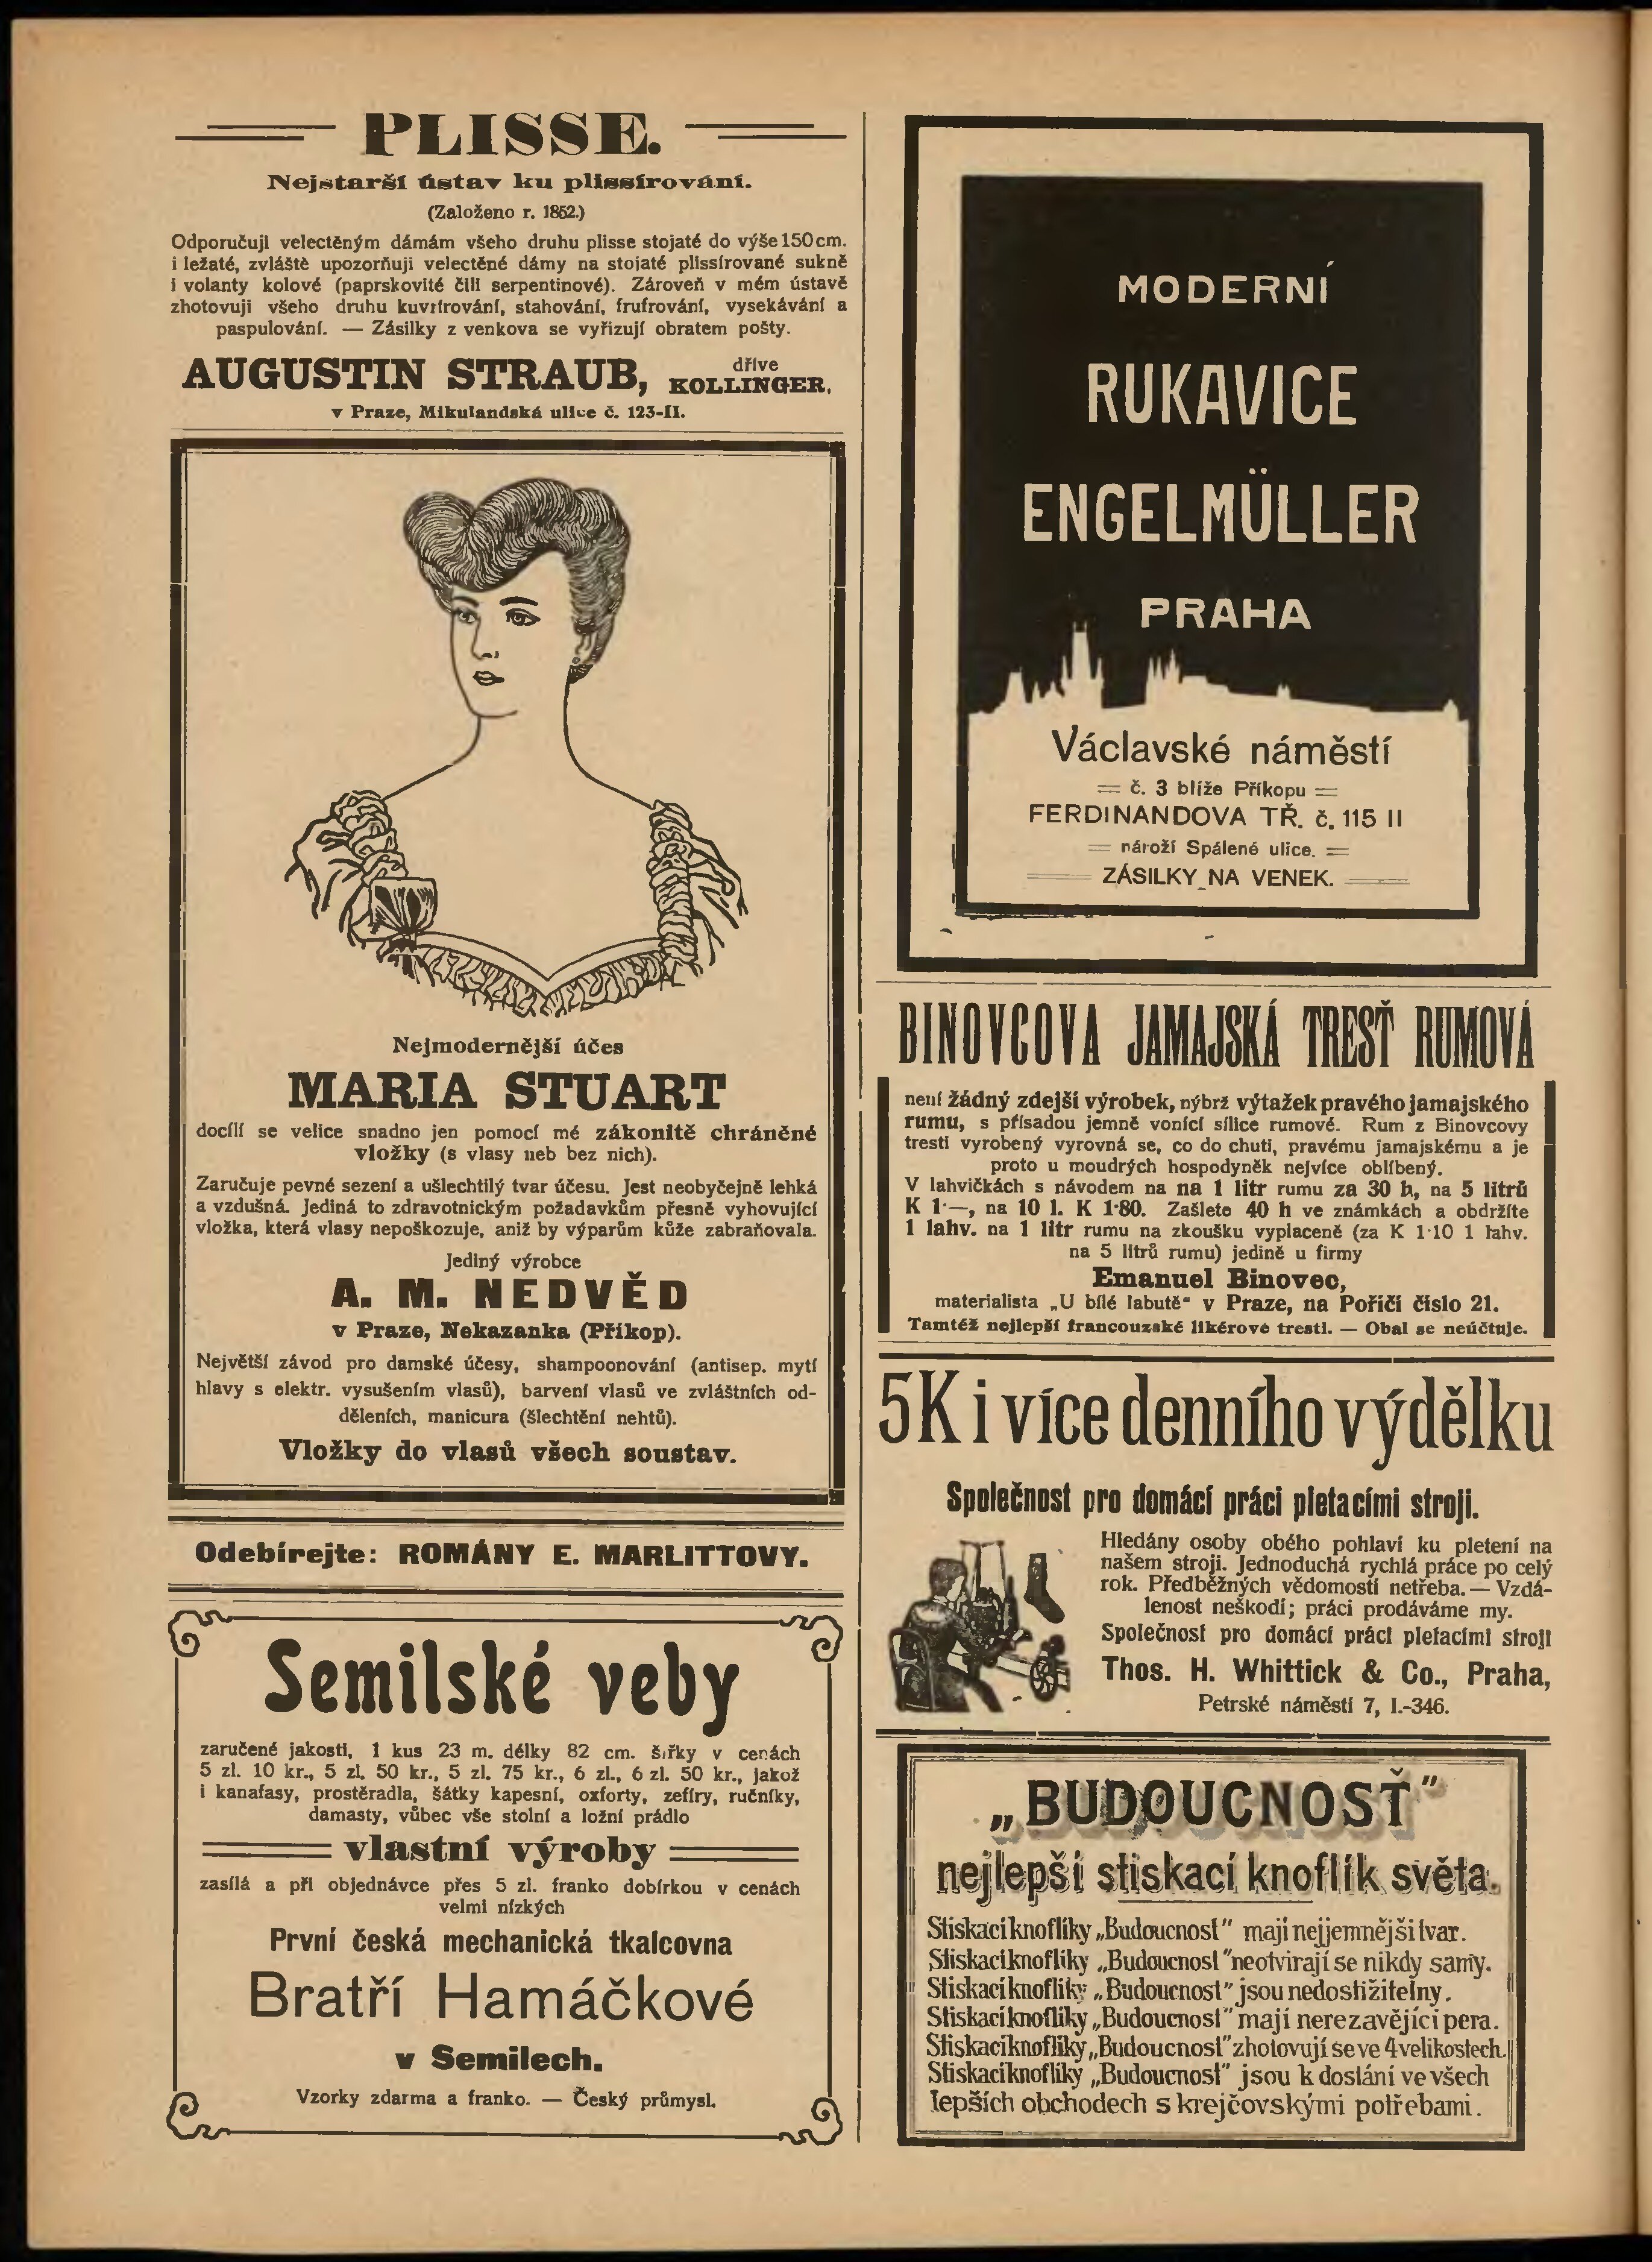 PLISSE.
Nejstarší ústav ku plissírování.
(Založeno r. 1852.)
Odporučuji velectěným dámám všeho druhu plisse stojaté do výše 150 cm.
i ležaté, zvláště upozorňuji velectěné dámy na stojaté plissírované sukně
i volanty kolové (paprskovité čili serpentinové). Zároveň v mém ústavě
zhotovuji všeho druhu kuvrírování, stahování, frufrování, vysekávání a
paspulování. — Zásilky z venkova se vyřizují obratem pošty.
AUGUSTIN STRAUB, dříve KOLLINGER,
v Praze, Mikulandská ulice č. 123-II.
Nejmodernější účes
MARIA STUART
docílí se velice snadno jen pomocí mé zákonitě chráněné
vložky (s vlasy neb bez nich).
Zaručuje pevné sezení a ušlechtilý tvar účesu. Jest neobyčejně lehká
a vzdušná. Jediná to zdravotnickým požadavkům přesně vyhovující
vložka, která vlasy nepoškozuje, aniž by výparům kůže zabraňovala.
Jediný výrobce
A. M. NEDVĚD
v Praze, Nekazanka (Příkop).
Největší závod pro damské účesy, shampoonování (antisep. mytí
hlavy s elektr. vysušením vlasů), barvení vlasů ve zvláštních od-
děleních, manicura (šlechtění nehtů).
Vložky do vlasů všech soustav.
Odebírejte: ROMÁNY E. MARLITTOVY.
Semilské veby
zaručené jakosti, 1 kus 23 m. délky 82 cm. šířky v cenách
5 zl. 10 kr., 5 zl. 50 kr., 5 zl. 75 kr., 6 zl., 6 zl. 50 kr., jakož
i kanafasy, prostěradla, šátky kapesní, oxforty, zefíry, ručníky,
damasty, vůbec vše stolní a ložní prádlo
vlastní výroby
zasílá a při objednávce přes 5 zl. franko dobírkou v cenách
velmi nízkých
První česká mechanická tkalcovna
Bratří Hamáčkové
v Semilech.
Vzorky zdarma a franko. — Český průmysl.
MODERNÍ
RUKAVICE
ENGELMÜLLER
PRAHA
Václavské náměstí
č. 3 blíže Příkopu
FERDINANDOVA TŘ. č. 115 II
nároží Spálené ulice.
ZÁSILKY NA VENEK.
BINOVCOVA JAMAJSKÁ TRESŤ RUMOVÁ
není žádný zdejší výrobek, nýbrž výtažek pravého jamajského
rumu, s přísadou jemně vonící silice rumové. Rum z Binovcovy
tresti vyrobený vyrovná se, co do chuti, pravému jamajskému a je
proto u moudrých hospodyněk nejvíce oblíbený.
V lahvičkách s návodem na na 1 litr rumu za 30 h, na 5 litrů
K 1·—, na 10 l. K 1·80. Zašlete 40 h ve známkách a obdržíte
1 lahv. na 1 litr rumu na zkoušku vyplaceně (za K 1·10 1 lahv.
na 5 litrů rumu) jedině u firmy
Emanuel Binovec,
materialista „U bílé labutě“ v Praze, na Poříčí číslo 21.
Tamtéž nejlepší francouzské likérové tresti. — Obal se neúčtuje.
5 K i více denního výdělku
Společnost pro domácí práci pletacími stroji.
Hledány osoby obého pohlaví ku pletení na
našem stroji. Jednoduchá rychlá práce po celý
rok. Předběžných vědomostí netřeba. — Vzdá-
lenost neškodí; práci prodáváme my.
Společnost pro domácí práci pletacími stroji
Thos. H. Whittick & Co., Praha,
Petrské náměstí 7, I.-346.
„BUDOUCNOSŤ"
nejlepší stiskací knoflík světa.
Stiskací knoflíky „Budoucnost" mají nejjemnější tvar.
Stiskací knoflíky „Budoucnost" neotvirají se nikdy samy.
Stiskací knoflíky „Budoucnost" jsou nedostižitelny.
Stiskací knoflíky „Budoucnost" mají nerezavějící pera.
Stiskací knoflíky „Budoucnost" zhotovují se ve 4 velikostech.
Stiskací knoflíky „Budoucnost" jsou k dostání ve všech
lepších obchodech s krejčovskými potřebami.